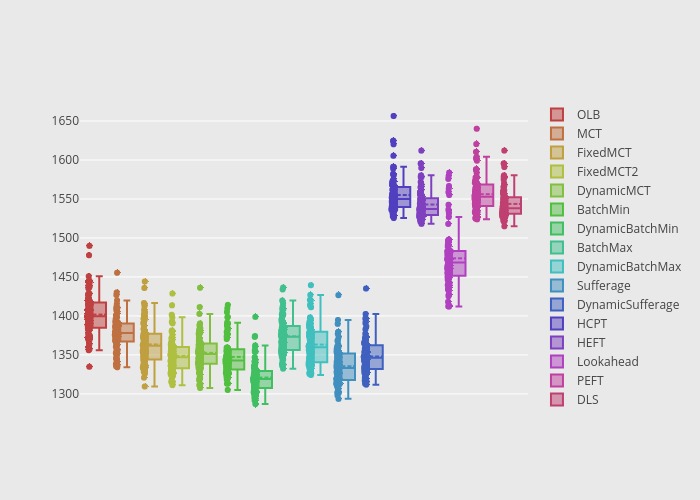 1650
1600
1550
1500
1450
1400
1350
1300
OLB
MCT
FixedMCT
FixedMCT2
DynamicMCT
BatchMin
DynamicBatchMin
BatchMax
DynamicBatchMax
Sufferage
DynamicSufferage
HCPT
HEFT
Lookahead
PEFT
DLS